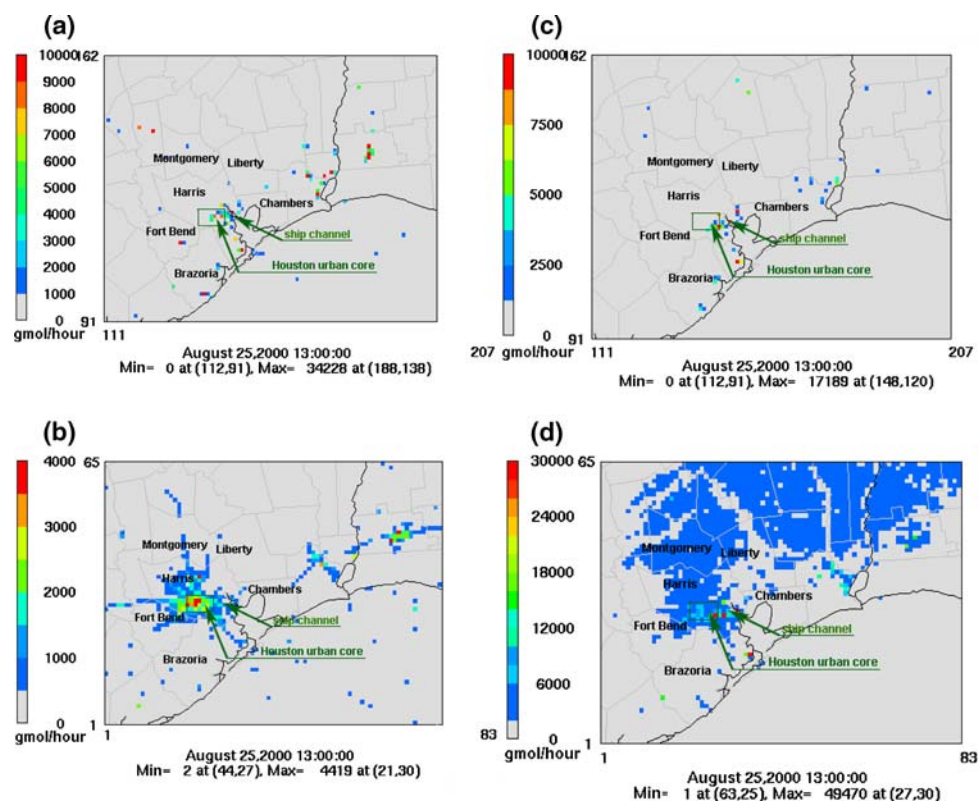 (a)
10000
9000
8000
7000
6000
5000
4000
3000
2000
1000
0
gmol/hour
162
91
111
207
Montgomery
Liberty
Harris
Chambers
Fort Bend
ship channel
Brazoria
Houston urban core
August 25,2000 13:00:00
Min= 0 at (112,91), Max= 34228 at (188,138)
(c)
10000
7500
5000
2500
0
gmol/hour
162
91
111
207
Montgomery
Liberty
Harris
Chambers
Fort Bend
ship channel
Brazoria
Houston urban core
August 25,2000 13:00:00
Min= 0 at (112,91), Max= 17189 at (148,120)
(b)
4000
3000
2000
1000
0
gmol/hour
65
1
1
83
Montgomery
Liberty
Harris
Chambers
Fort Bend
ship channel
Brazoria
Houston urban core
August 25,2000 13:00:00
Min= 2 at (44,27), Max= 4419 at (21,30)
(d)
30000
24000
18000
12000
6000
0
gmol/hour
65
1
1
83
Montgomery
Liberty
Harris
Chambers
Fort Bend
ship channel
Brazoria
Houston urban core
August 25,2000 13:00:00
Min= 1 at (63,25), Max= 49470 at (27,30)